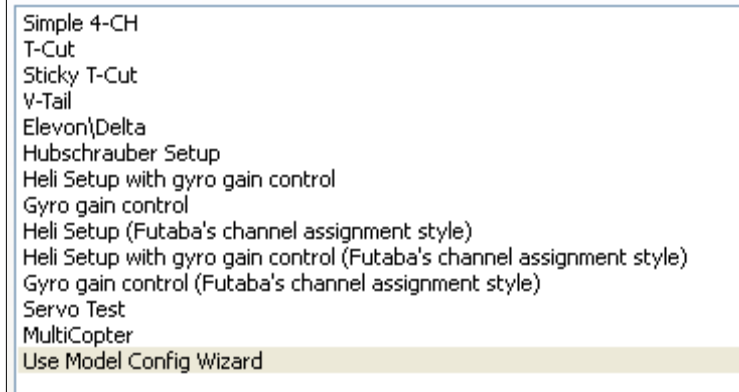 Simple 4-CH
T-Cut
Sticky T-Cut
V-Tail
Elevon\Delta
Hubschrauber Setup
Heli Setup with gyro gain control
Gyro gain control
Heli Setup (Futaba's channel assignment style)
Heli Setup with gyro gain control (Futaba's channel assignment style)
Gyro gain control (Futaba's channel assignment style)
Servo Test
MultiCopter
Use Model Config Wizard